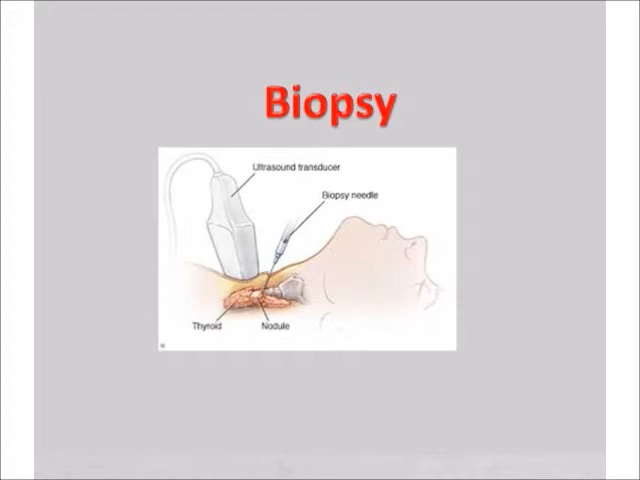 Biopsy
Ultrasound transducer
Biopsy needle
Thyroid
Nodule